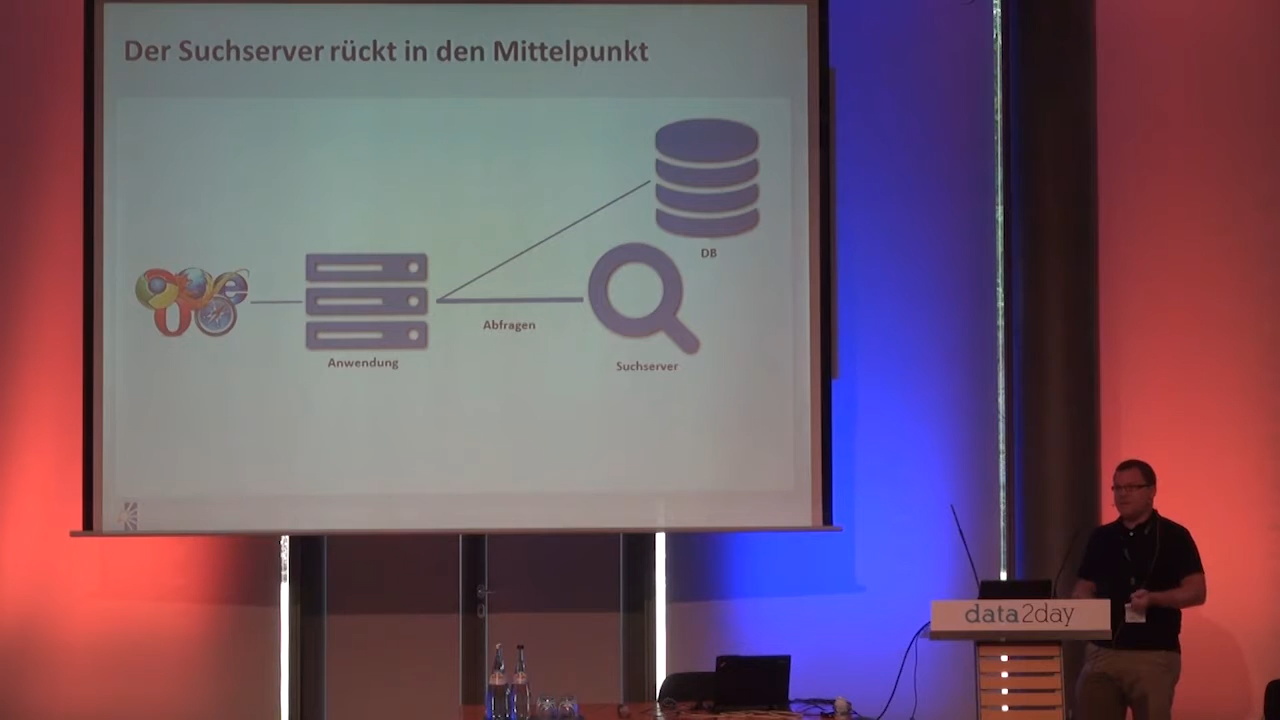 Der Suchserver rückt in den Mittelpunkt
DB
Abfragen
Anwendung
Suchserver
data2day